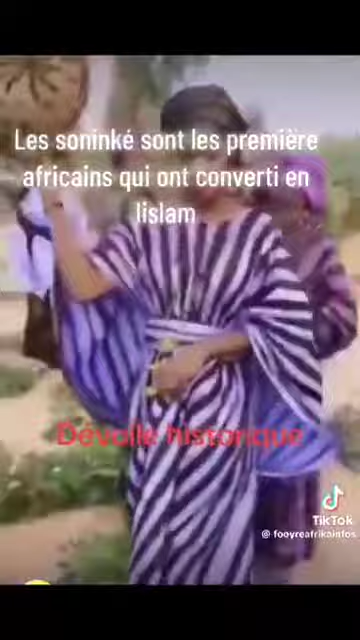 Les soninké sont les première
africains qui ont converti en
lislam
Dévoile historique
TikTok
@ fooyreafrikainfos